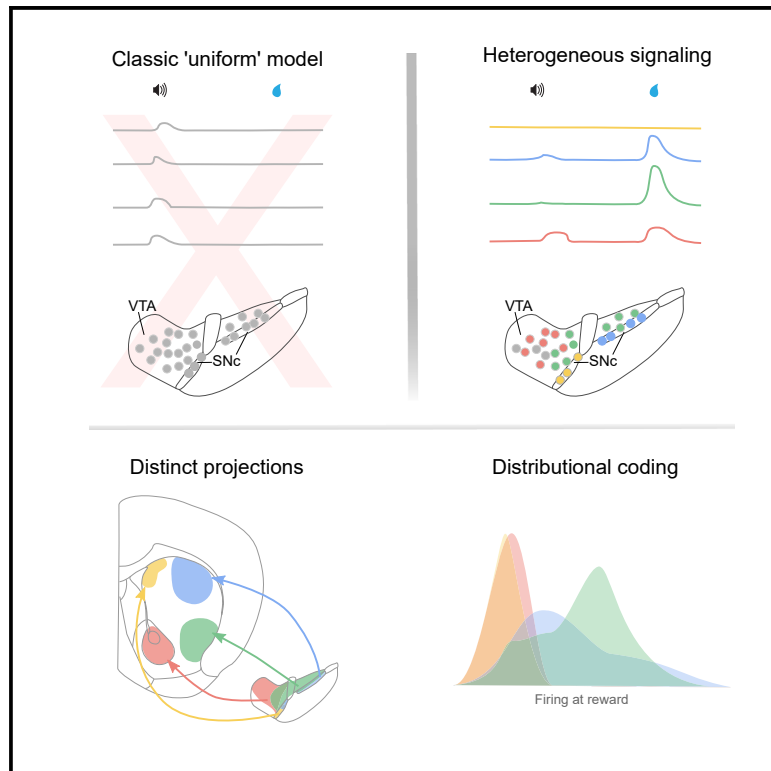 Classic 'uniform' model
Heterogeneous signaling
VTA
SNc
VTA
SNc
Distinct projections
Distributional coding
Firing at reward